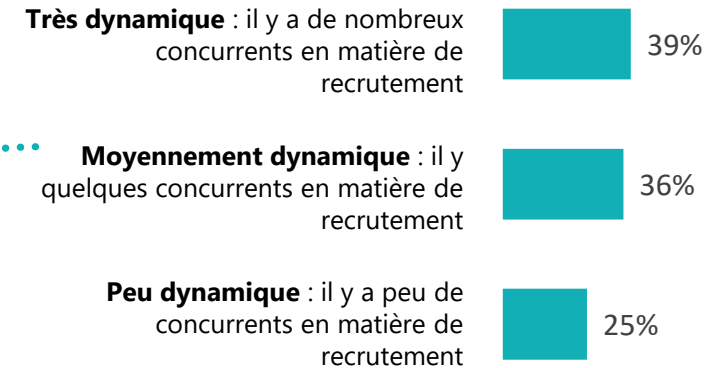 Très dynamique : il y a de nombreux
concurrents en matière de
recrutement
39%
Moyennement dynamique : il y
quelques concurrents en matière de
recrutement
36%
Peu dynamique : il y a peu de
concurrents en matière de
recrutement
25%